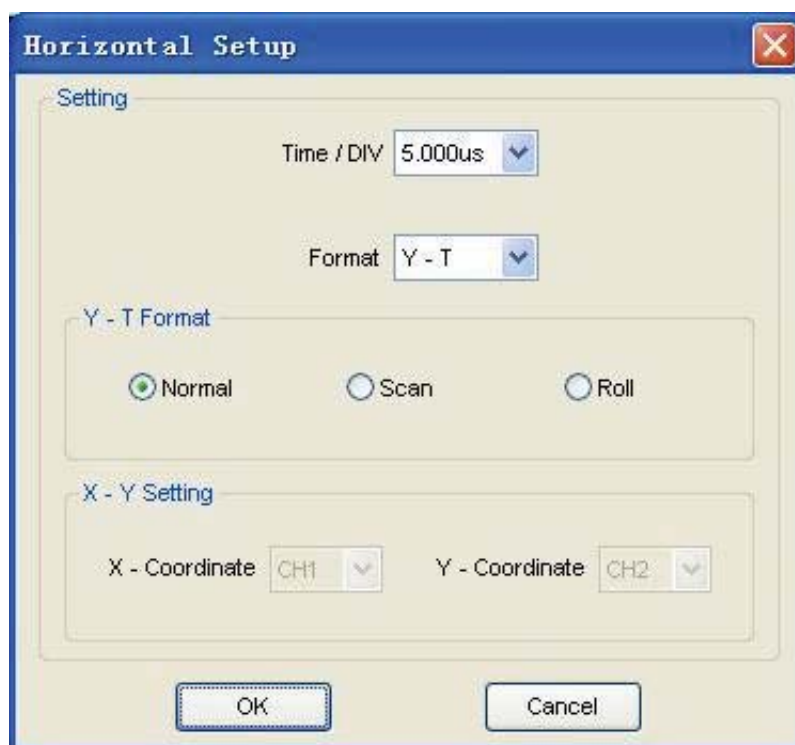 Horizontal Setup
Setting
Time / DIV 5.000us
Format Y - T
Y - T Format
Normal Scan Roll
X - Y Setting
X - Coordinate CH1 Y - Coordinate CH2
OK Cancel